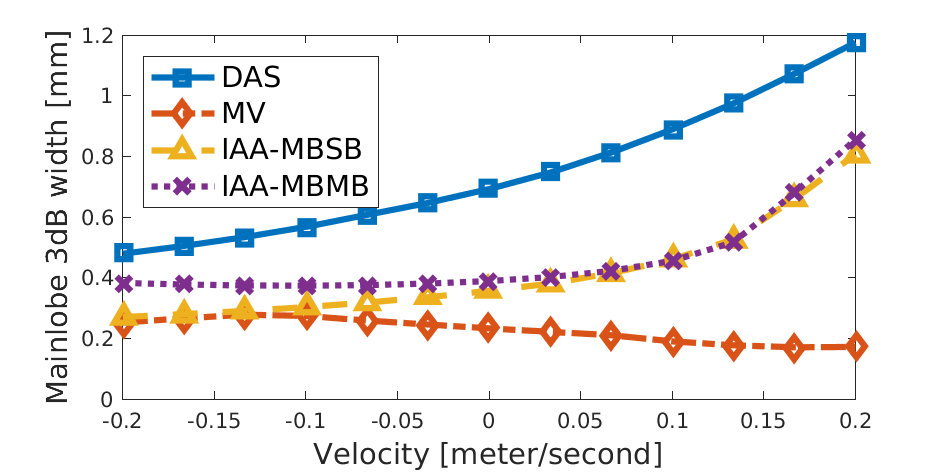 1.2
1
0.8
0.6
0.4
0.2
0
Mainlobe 3dB width [mm]
DAS
MV
IAA-MBSB
IAA-MBMB
-0.2 -0.15 -0.1 -0.05 0 0.05 0.1 0.15 0.2
Velocity [meter/second]